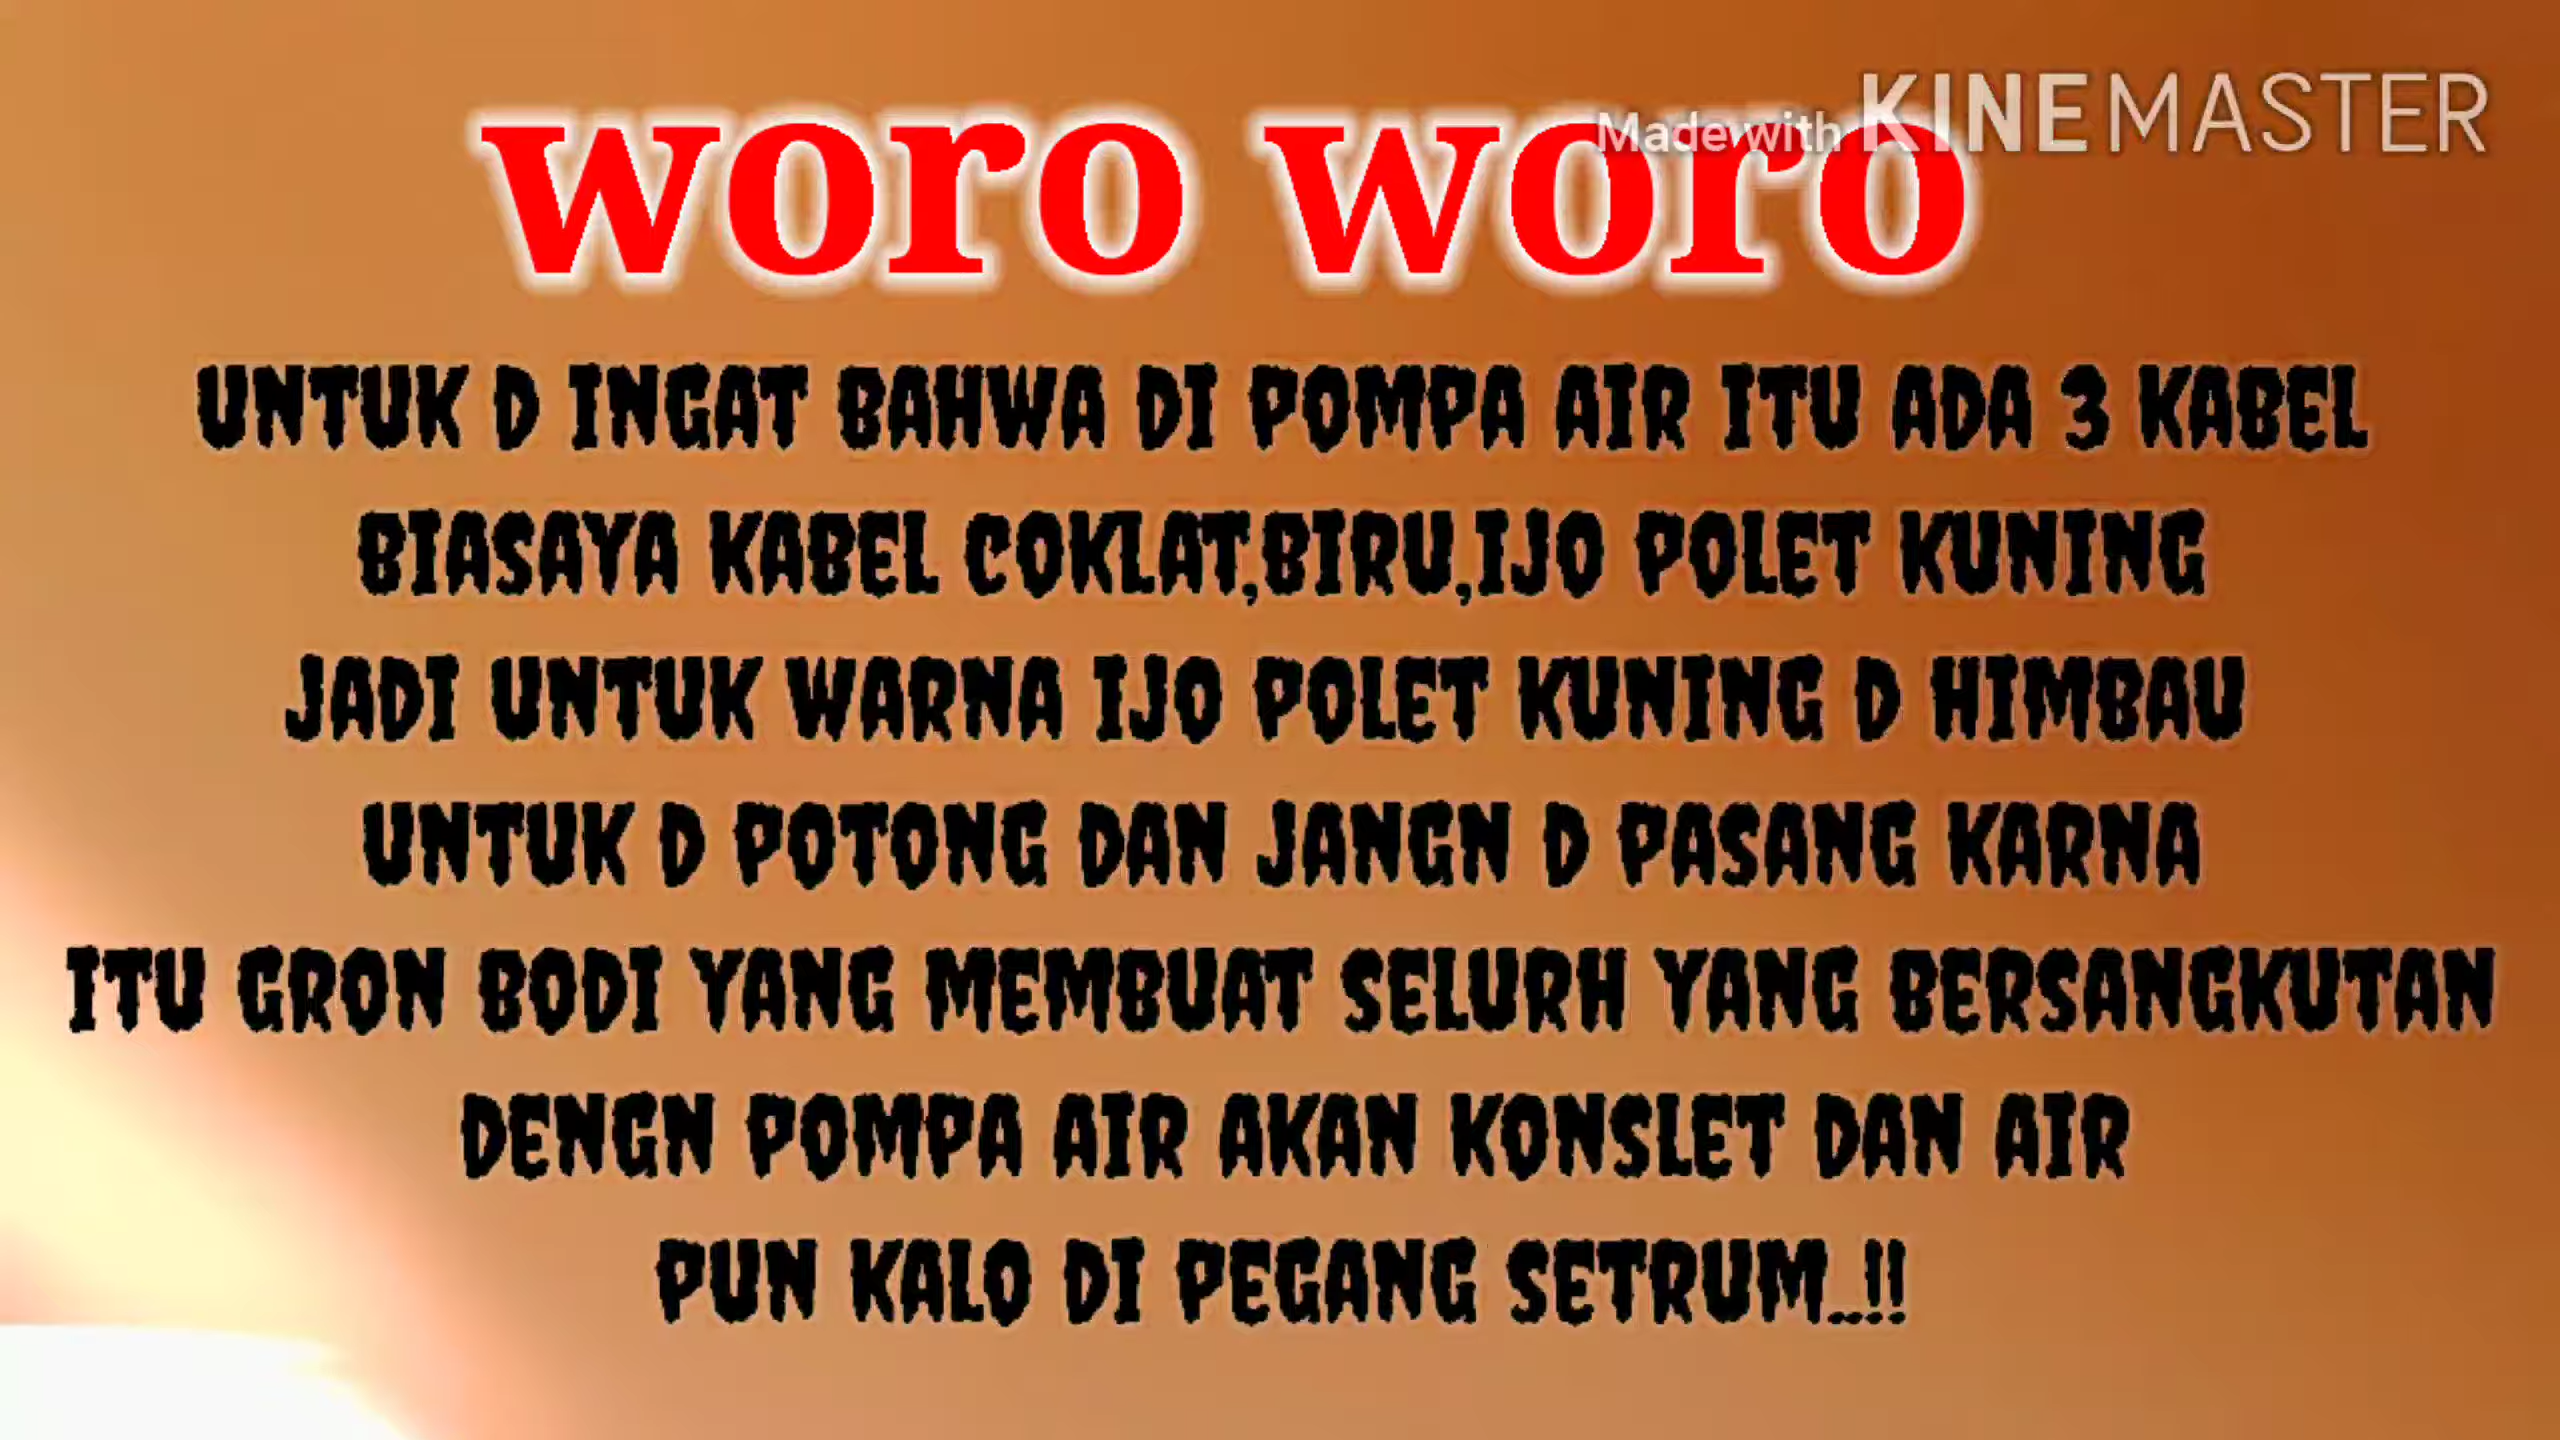 woro woro
Made with KINEMASTER
UNTUK D INGAT BAHWA DI POMPA AIR ITU ADA 3 KABEL
BIASAYA KABEL COKLAT,BIRU,IJO POLET KUNING
JADI UNTUK WARNA IJO POLET KUNING D HIMBAU
UNTUK D POTONG DAN JANGN D PASANG KARNA
ITU GRON BODI YANG MEMBUAT SELURH YANG BERSANGKUTAN
DENGN POMPA AIR AKAN KONSLET DAN AIR
PUN KALO DI PEGANG SETRUM..!!